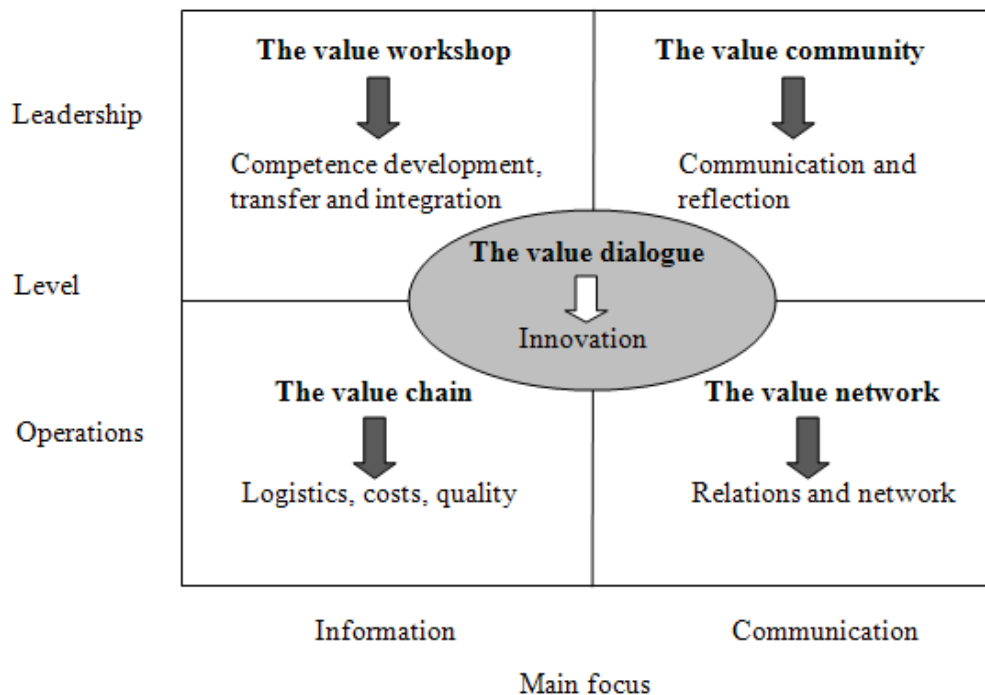 The value workshop
The value community
Leadership
Competence development,
transfer and integration
Communication and
reflection
The value dialogue
Level
Innovation
The value chain
The value network
Operations
Logistics, costs, quality
Relations and network
Information
Communication
Main focus